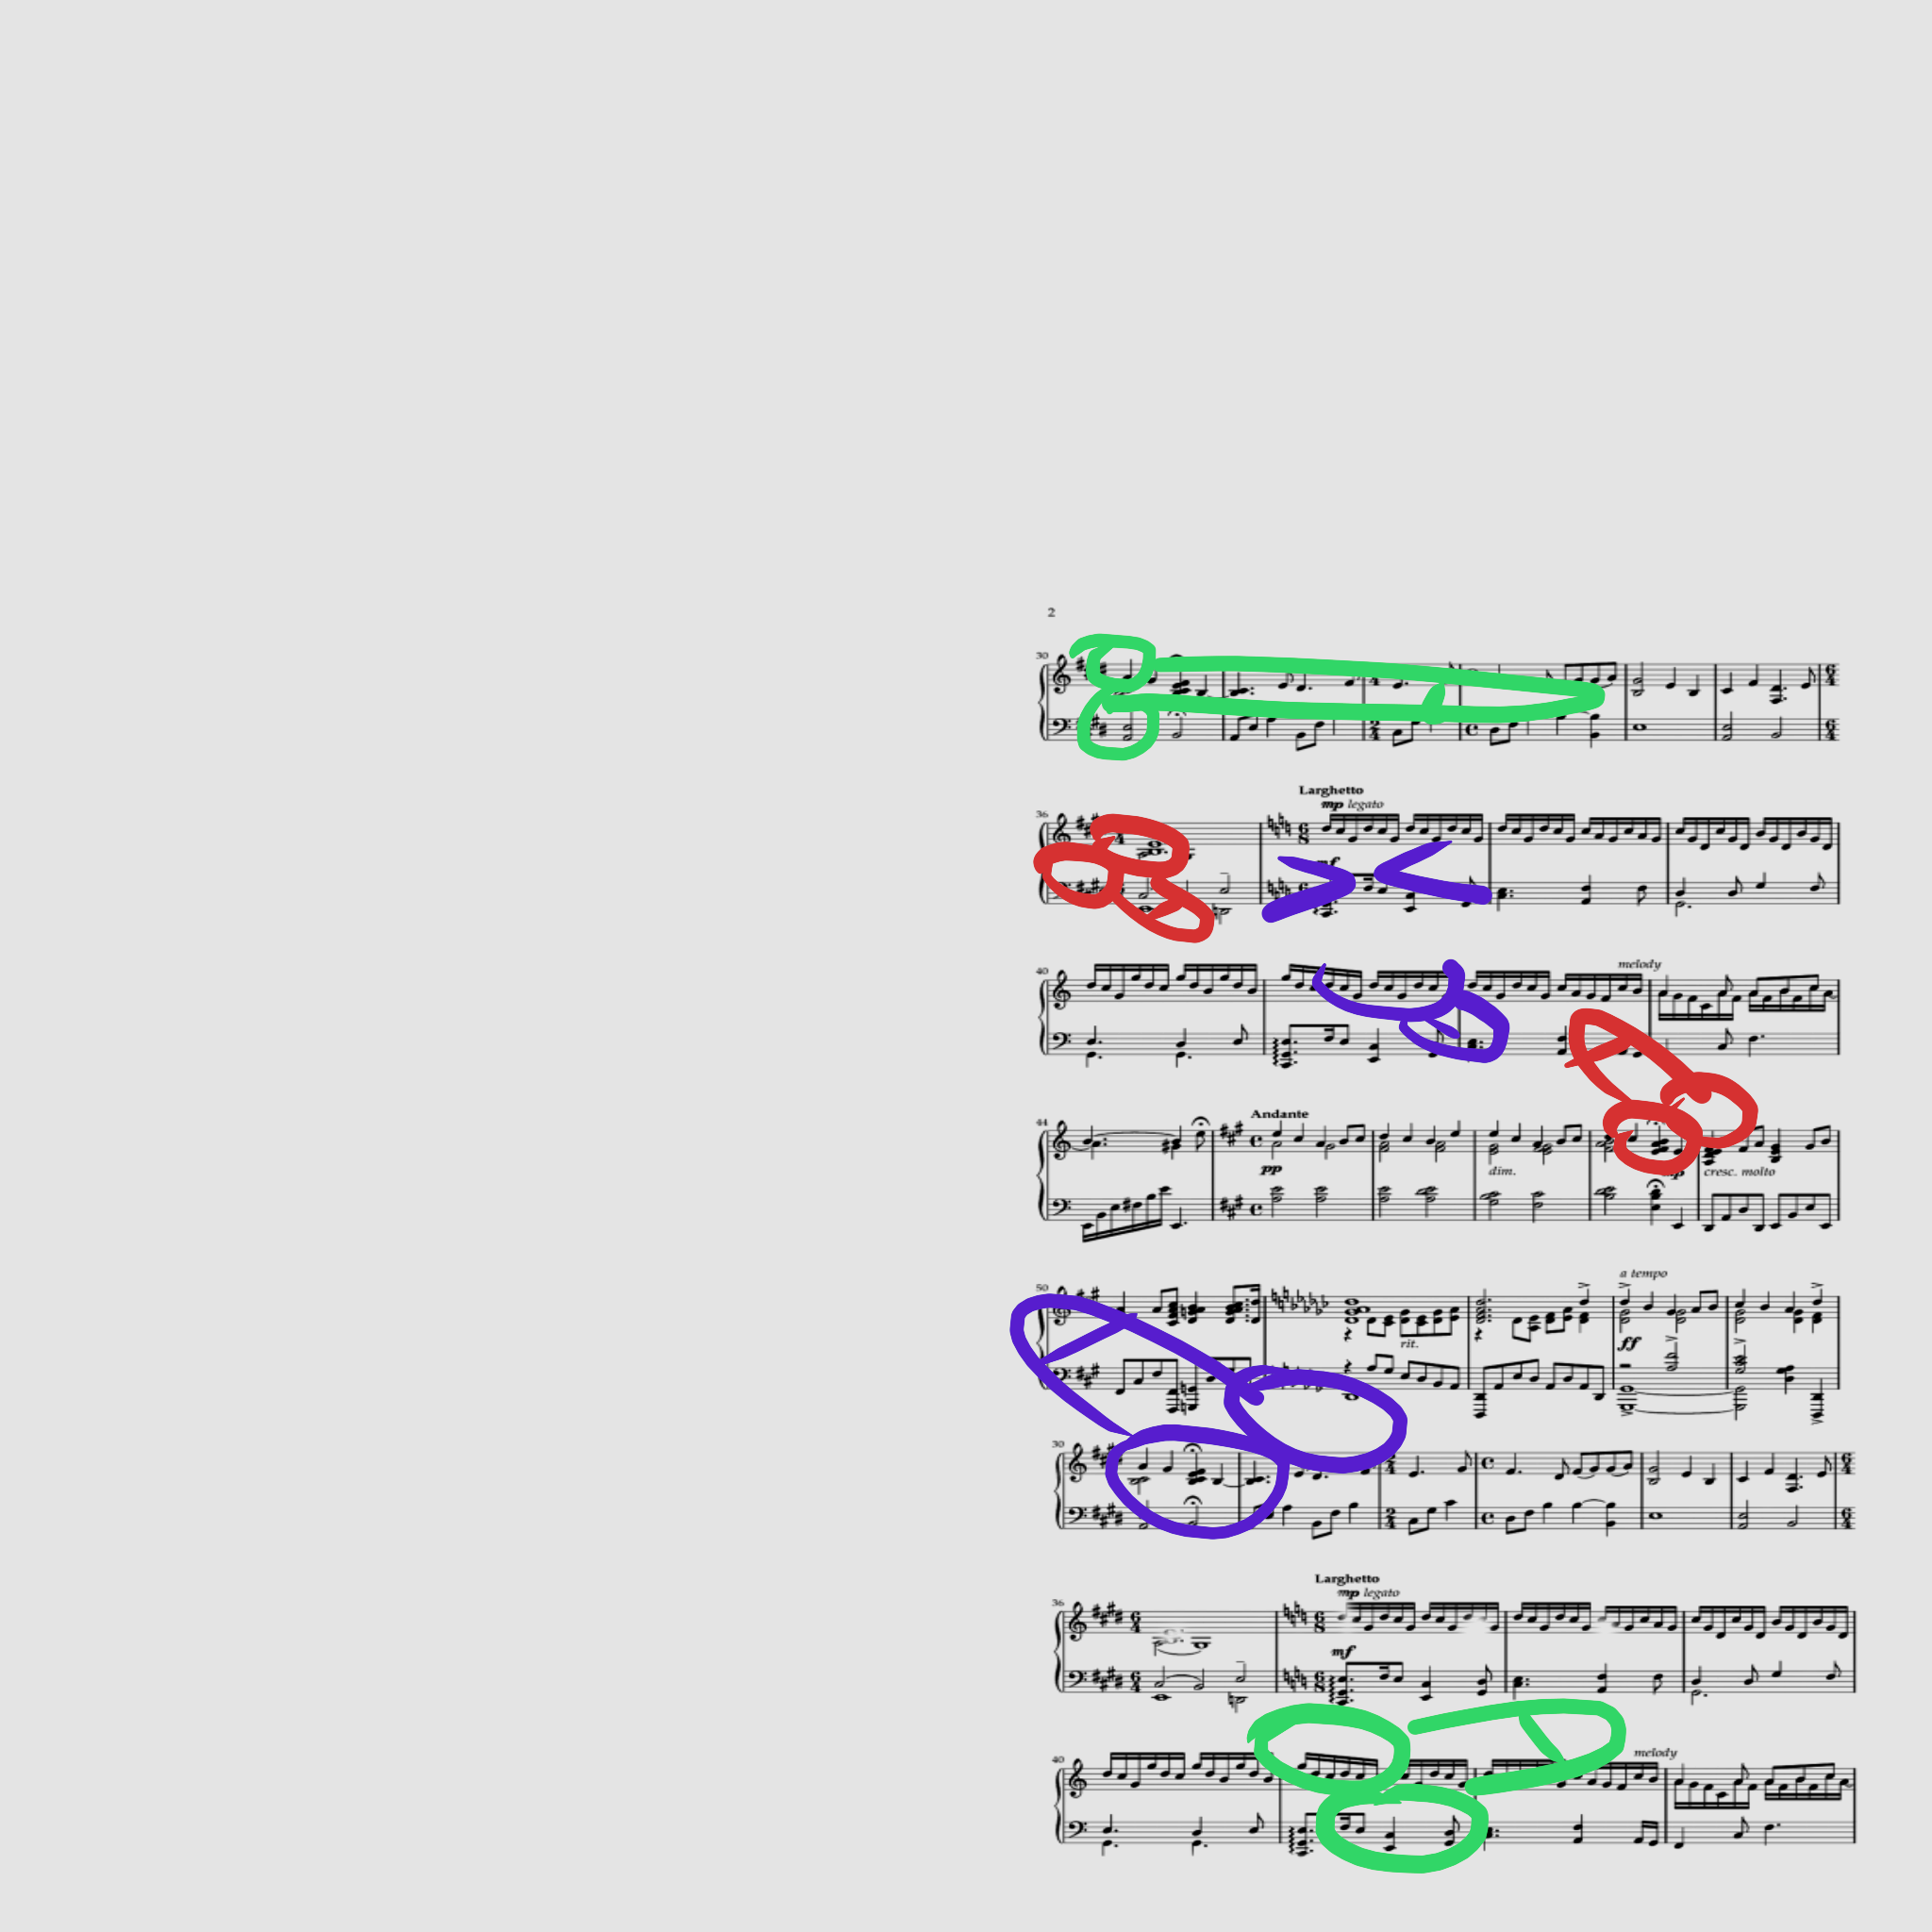 2
30
36
Larghetto
mp legato
mf
40
melody
44
Andante
pp
dim.
mp
cresc. molto
50
rit.
a tempo
ff
30
36
Larghetto
mp legato
mf
40
melody